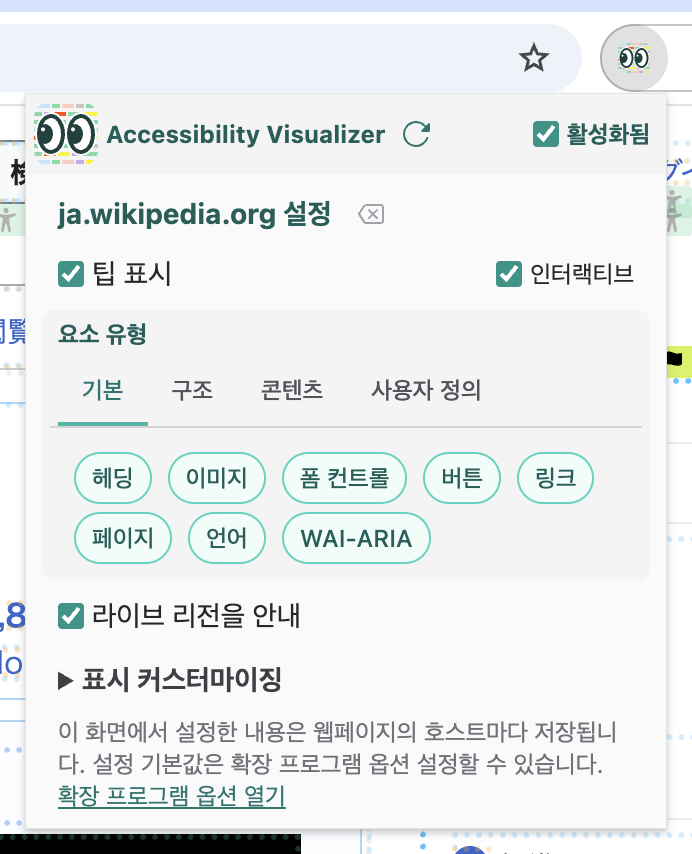 Accessibility Visualizer
활성화됨
ja.wikipedia.org 설정
팁 표시
인터랙티브
요소 유형
기본 구조 콘텐츠 사용자 정의
헤딩 이미지 폼 컨트롤 버튼 링크
페이지 언어 WAI-ARIA
라이브 리전을 안내
▶ 표시 커스터마이징
이 화면에서 설정한 내용은 웹페이지의 호스트마다 저장됩니
다. 설정 기본값은 확장 프로그램 옵션 설정할 수 있습니다.
확장 프로그램 옵션 열기